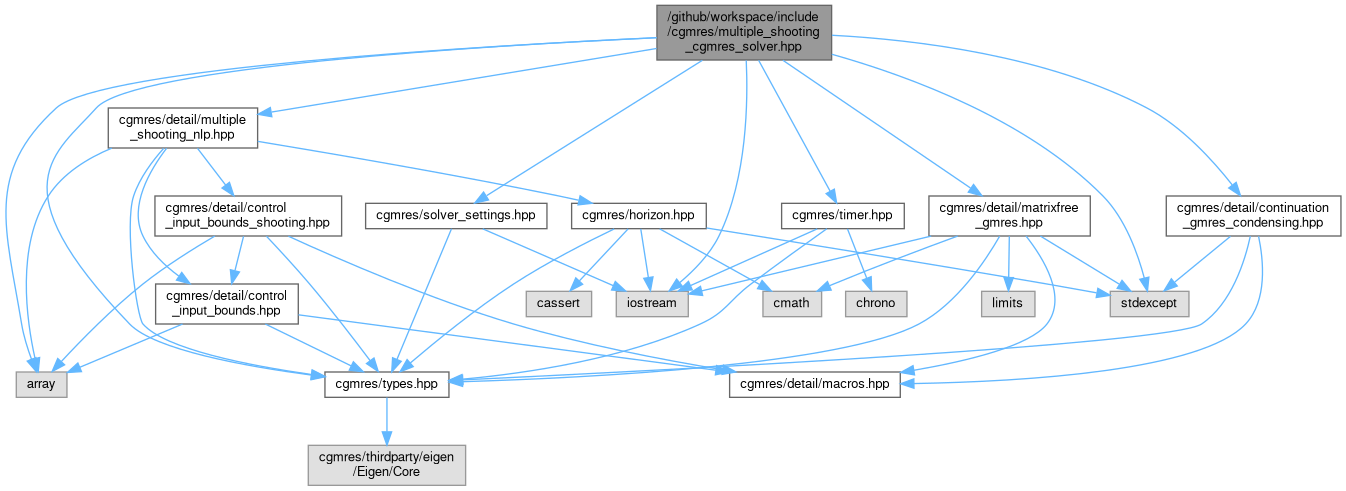 /github/workspace/include
/cgmres/multiple_shooting
_cgmres_solver.hpp
cgmres/detail/multiple
_shooting_nlp.hpp
cgmres/detail/control
_input_bounds_shooting.hpp
cgmres/solver_settings.hpp
cgmres/horizon.hpp
cgmres/timer.hpp
cgmres/detail/matrixfree
_gmres.hpp
cgmres/detail/continuation
_gmres_condensing.hpp
cgmres/detail/control
_input_bounds.hpp
cassert
iostream
cmath
chrono
limits
stdexcept
array
cgmres/types.hpp
cgmres/detail/macros.hpp
cgmres/thirdparty/eigen
/Eigen/Core